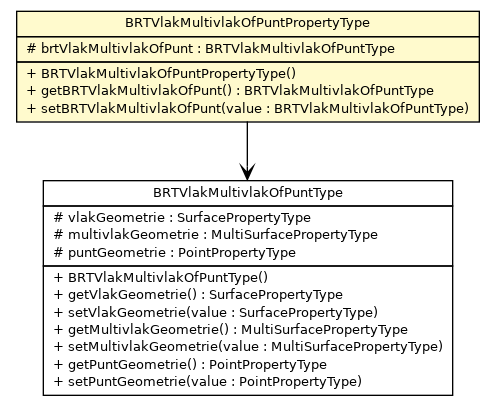 BRTVlakMultivlakOfPuntPropertyType
# brtVlakMultivlakOfPunt : BRTVlakMultivlakOfPuntType
+ BRTVlakMultivlakOfPuntPropertyType()
+ getBRTVlakMultivlakOfPunt() : BRTVlakMultivlakOfPuntType
+ setBRTVlakMultivlakOfPunt(value : BRTVlakMultivlakOfPuntType)
BRTVlakMultivlakOfPuntType
# vlakGeometrie : SurfacePropertyType
# multivlakGeometrie : MultiSurfacePropertyType
# puntGeometrie : PointPropertyType
+ BRTVlakMultivlakOfPuntType()
+ getVlakGeometrie() : SurfacePropertyType
+ setVlakGeometrie(value : SurfacePropertyType)
+ getMultivlakGeometrie() : MultiSurfacePropertyType
+ setMultivlakGeometrie(value : MultiSurfacePropertyType)
+ getPuntGeometrie() : PointPropertyType
+ setPuntGeometrie(value : PointPropertyType)